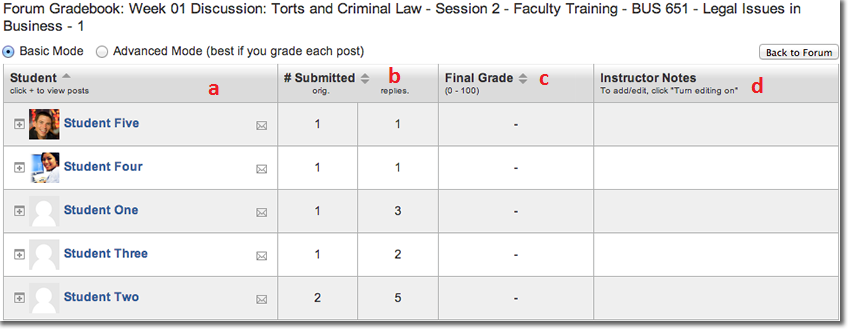 Forum Gradebook: Week 01 Discussion: Torts and Criminal Law - Session 2 - Faculty Training - BUS 651 - Legal Issues in
Business - 1
Basic Mode Advanced Mode (best if you grade each post) Back to Forum
Student # Submitted b Final Grade c Instructor Notes
click + to view posts a orig. replies. (0 - 100) To add/edit, click "Turn editing on" d
Student Five 1 1 -
Student Four 1 1 -
Student One 1 3 -
Student Three 1 2 -
Student Two 2 5 -